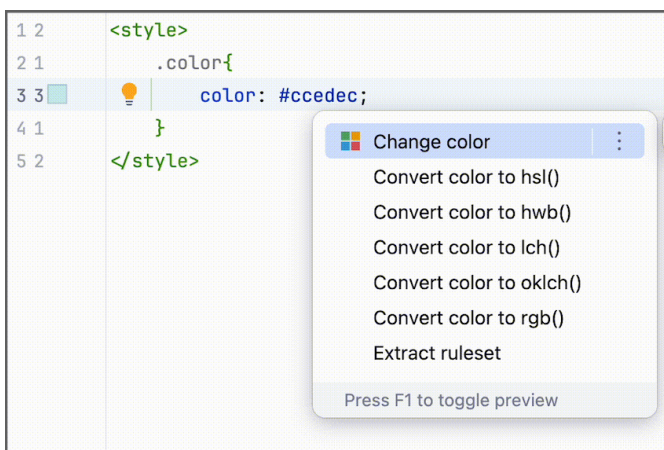 1 2 <style>
2 1 .color{
3 3 color: #ccedec;
4 1 }
5 2 </style>
Change color
Convert color to hsl()
Convert color to hwb()
Convert color to lch()
Convert color to oklch()
Convert color to rgb()
Extract ruleset
Press F1 to toggle preview